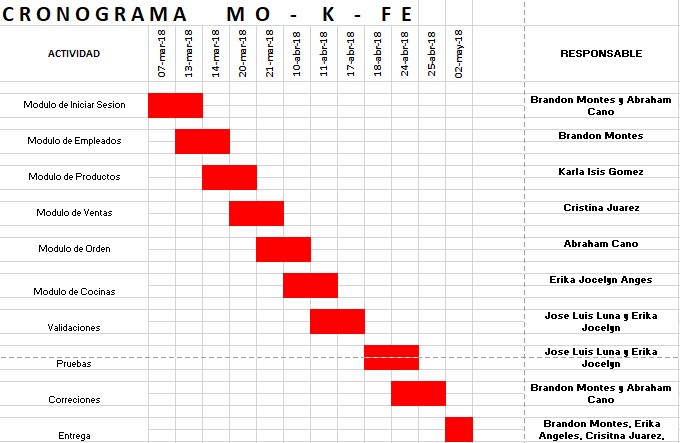 CRONOGRAMA MO - K - FE
ACTIVIDAD
07-mar-18
13-mar-18
14-mar-18
20-mar-18
21-mar-18
10-abr-18
11-abr-18
17-abr-18
18-abr-18
24-abr-18
25-abr-18
02-may-18
RESPONSABLE
Modulo de Iniciar Sesion
Brandon Montes y Abraham
Cano
Modulo de Empleados
Brandon Montes
Modulo de Productos
Karla Isis Gomez
Modulo de Ventas
Cristina Juarez
Modulo de Orden
Abraham Cano
Modulo de Cocinas
Erika Jocelyn Anges
Validaciones
Jose Luis Luna y Erika
Jocelyn
Pruebas
Jose Luis Luna y Erika
Jocelyn
Correciones
Brandon Montes y Abraham
Cano
Entrega
Brandon Montes, Erika
Angeles, Crisitna Juarez,